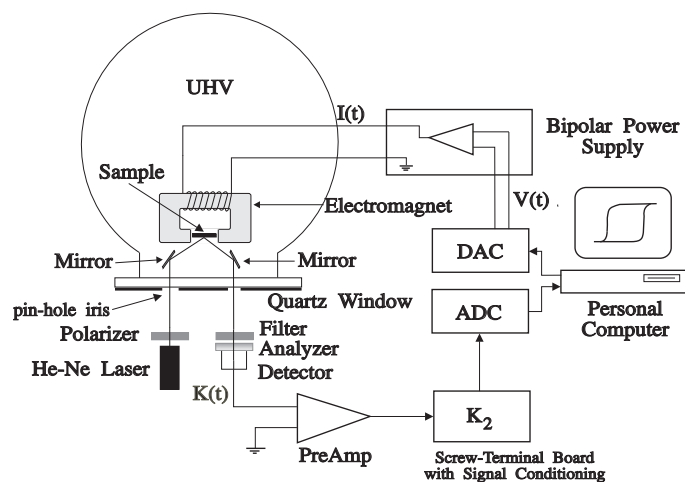 UHV
I(t)
Bipolar Power
Supply
Sample
Electromagnet
V(t)
Mirror
Mirror
DAC
pin-hole iris
Quartz Window
ADC
Personal
Computer
Polarizer
Filter
Analyzer
He-Ne Laser
Detector
K(t)
K2
PreAmp
Screw-Terminal Board
with Signal Conditioning